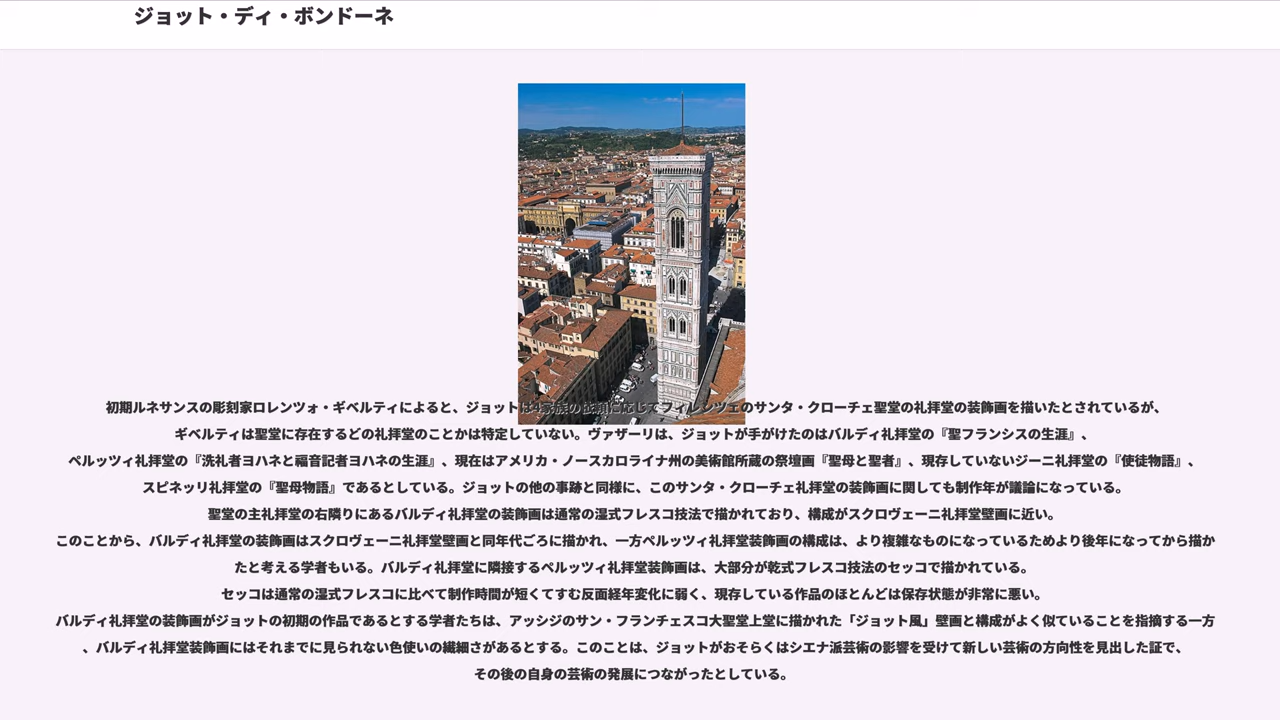 ジョット・ディ・ボンドーネ
初期ルネサンスの彫刻家ロレンツォ・ギベルティによると、ジョットは4家族の依頼に応じてフィレンツェのサンタ・クローチェ聖堂の礼拝堂の装飾画を描いたとされているが、
ギベルティは聖堂に存在するどの礼拝堂のことかは特定していない。ヴァザーリは、ジョットが手がけたのはバルディ礼拝堂の『聖フランシスの生涯』、
ペルッツィ礼拝堂の『洗礼者ヨハネと福音記者ヨハネの生涯』、現在はアメリカ・ノースカロライナ州の美術館所蔵の祭壇画『聖母と聖者』、現存していないジーニ礼拝堂の『使徒物語』、
スピネッリ礼拝堂の『聖母物語』であるとしている。ジョットの他の事跡と同様に、このサンタ・クローチェ礼拝堂の装飾画に関しても制作年が議論になっている。
聖堂の主礼拝堂の右隣りにあるバルディ礼拝堂の装飾画は通常の湿式フレスコ技法で描かれており、構成がスクロヴェーニ礼拝堂壁画に近い。
このことから、バルディ礼拝堂の装飾画はスクロヴェーニ礼拝堂壁画と同年代ごろに描かれ、一方ペルッツィ礼拝堂装飾画の構成は、より複雑なものになっているためより後年になってから描か
たと考える学者もいる。バルディ礼拝堂に隣接するペルッツィ礼拝堂装飾画は、大部分が乾式フレスコ技法のセッコで描かれている。
セッコは通常の湿式フレスコに比べて制作時間が短くてすむ反面経年変化に弱く、現存している作品のほとんどは保存状態が非常に悪い。
バルディ礼拝堂の装飾画がジョットの初期の作品であるとする学者たちは、アッシジのサン・フランチェスコ大聖堂上堂に描かれた「ジョット風」壁画と構成がよく似ていることを指摘する一方
、バルディ礼拝堂装飾画にはそれまでに見られない色使いの繊細さがあるとする。このことは、ジョットがおそらくはシエナ派芸術の影響を受けて新しい芸術の方向性を見出した証で、
その後の自身の芸術の発展につながったとしている。